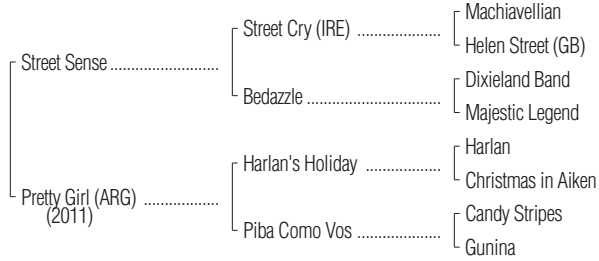 Machiavellian
Street Cry (IRE) ...................
Helen Street (GB)
Street Sense .........................
Dixieland Band
Bedazzle ...............................
Majestic Legend
Harlan
Harlan's Holiday .................
Christmas in Aiken
Pretty Girl (ARG) .................
(2011)
Candy Stripes
Piba Como Vos ...................
Gunina